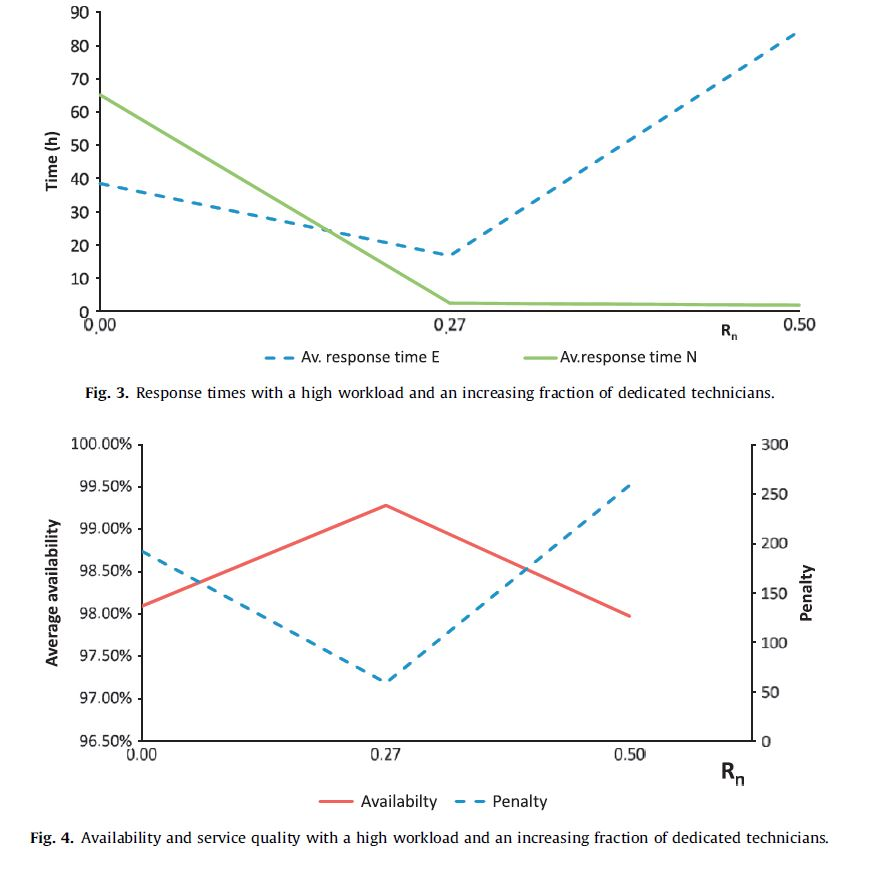 90
80
70
60
50
40
30
20
10
0
Time (h)
0.00 0.27 0.50
Rn
Av. response time E Av.response time N
Fig. 3. Response times with a high workload and an increasing fraction of dedicated technicians.
100.00%
99.50%
99.00%
98.50%
98.00%
97.50%
97.00%
96.50%
Average availability
300
250
200
150
100
50
0
Penalty
0.00 0.27 0.50
Rn
Availabilty Penalty
Fig. 4. Availability and service quality with a high workload and an increasing fraction of dedicated technicians.